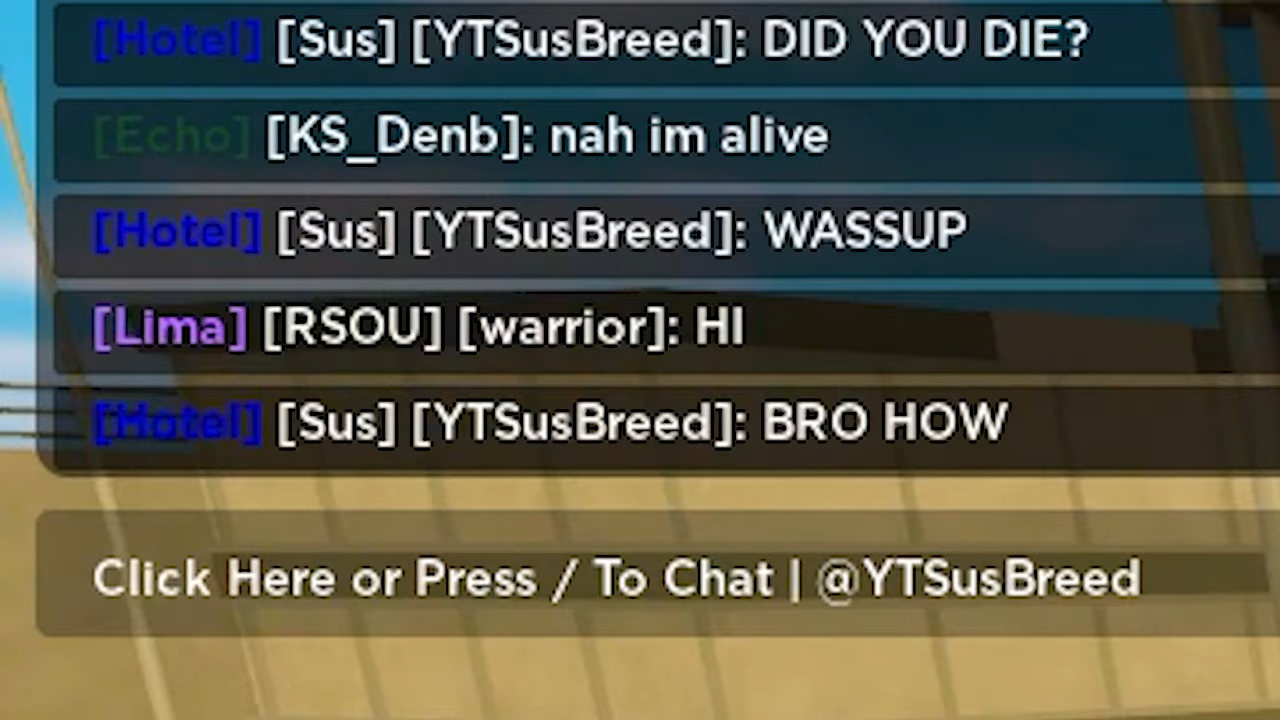 [Hotel] [Sus] [YTSusBreed]: DID YOU DIE?
[Echo] [KS_Denb]: nah im alive
[Hotel] [Sus] [YTSusBreed]: WASSUP
[Lima] [RSOU] [warrior]: HI
[Hotel] [Sus] [YTSusBreed]: BRO HOW
Click Here or Press / To Chat | @YTSusBreed